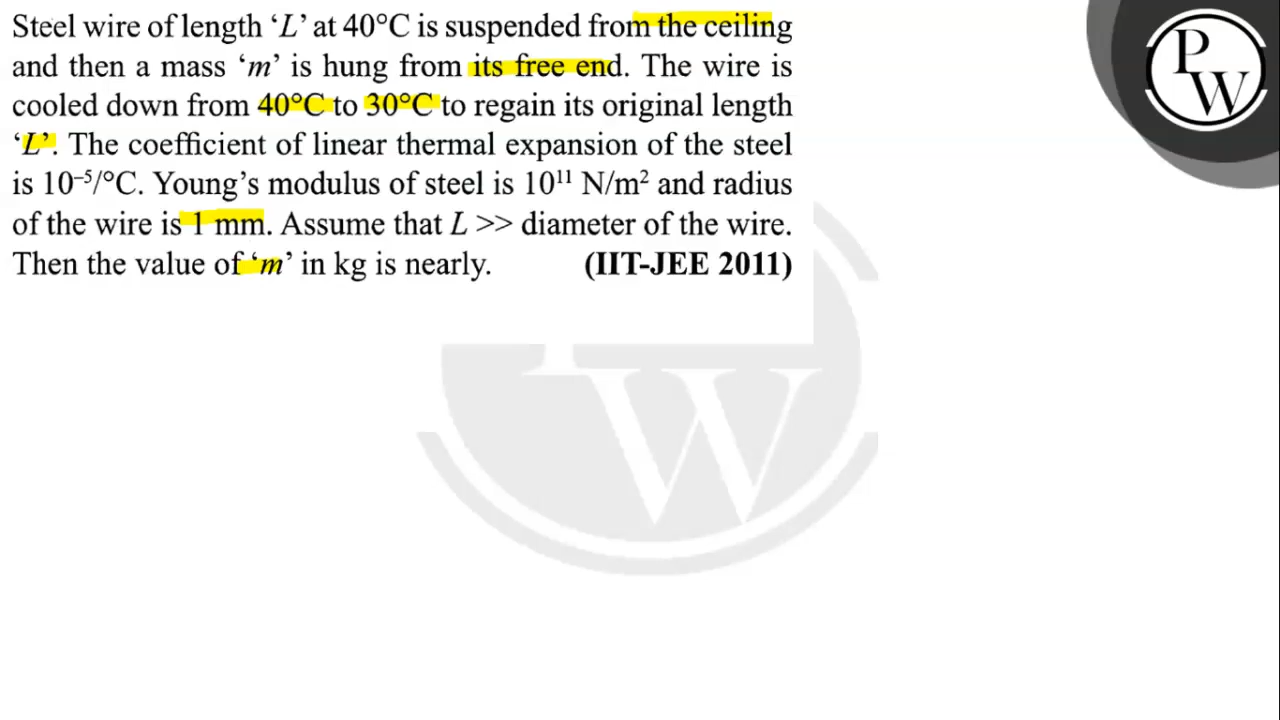 Steel wire of length ‘L’ at 40°C is suspended from the ceiling
and then a mass ‘m’ is hung from its free end. The wire is
cooled down from 40°C to 30°C to regain its original length
‘L’. The coefficient of linear thermal expansion of the steel
is 10⁻⁵/°C. Young’s modulus of steel is 10¹¹ N/m² and radius
of the wire is 1 mm. Assume that L >> diameter of the wire.
Then the value of ‘m’ in kg is nearly. (IIT-JEE 2011)
P
W
W